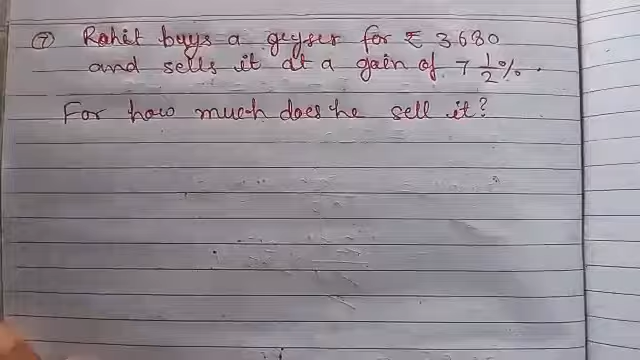 ⑦ Rohit buys a geyser for ₹ 3680
and sells it at a gain of 7 1/2 %.
For how much does he sell it?